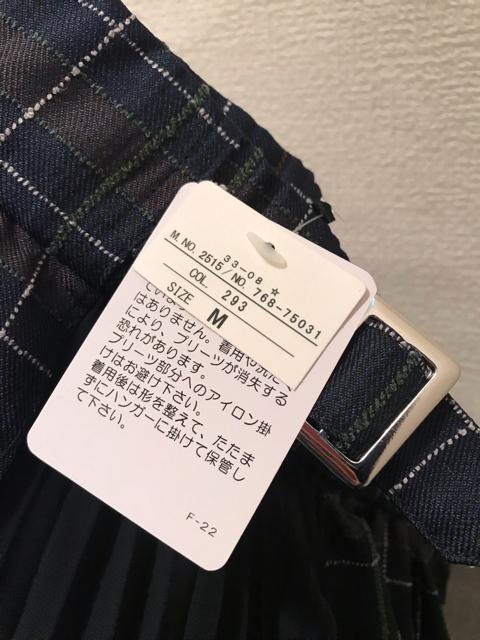 33-08 ☆
M.NO. 2515/NO. 768-75031
COL. 293
SIZE M
はありません。着用や洗た
により、プリーツが消失する
恐れがあります。
プリーツ部分へのアイロン掛
けはお避け下さい。
着用後は形を整えて、たたま
ずにハンガーに掛けて保管し
て下さい。
F-22